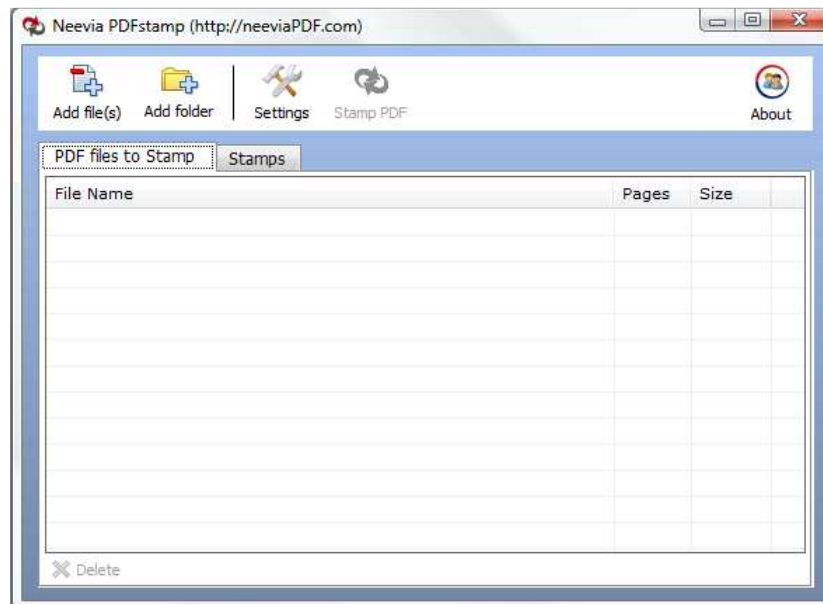 Neevia PDFstamp (http://neeviaPDF.com)
Add file(s) Add folder Settings Stamp PDF About
PDF files to Stamp Stamps
File Name Pages Size
Delete